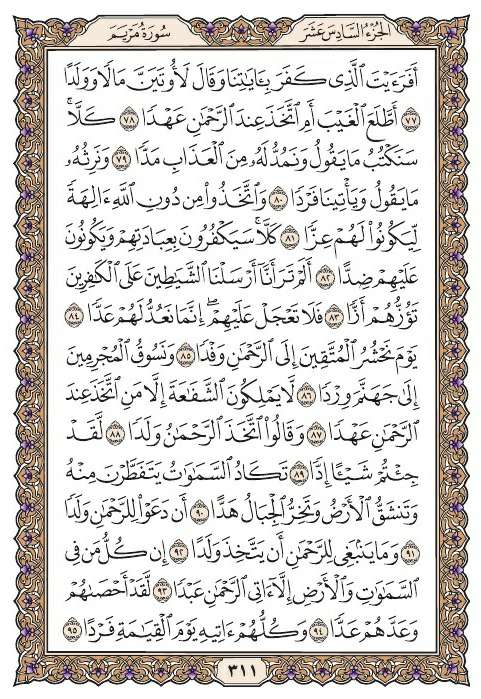 الجزء السادس عشر
سورة مريم
أَفَرَءَيْتَ ٱلَّذِى كَفَرَ بِـَٔايَٰتِنَا وَقَالَ لَأُوتَيَنَّ مَالًا وَوَلَدًا
٧٧ أَطَّلَعَ ٱلْغَيْبَ أَمِ ٱتَّخَذَ عِندَ ٱلرَّحْمَٰنِ عَهْدًا ٧٨ كَلَّا
سَنَكْتُبُ مَا يَقُولُ وَنَمُدُّ لَهُۥ مِنَ ٱلْعَذَابِ مَدًّا ٧٩ وَنَرِثُهُۥ
مَا يَقُولُ وَيَأْتِينَا فَرْدًا ٨٠ وَٱتَّخَذُوا۟ مِن دُونِ ٱللَّهِ ءَالِهَةً
لِّيَكُونُوا۟ لَهُمْ عِزًّا ٨١ كَلَّا سَيَكْفُرُونَ بِعِبَادَتِهِمْ وَيَكُونُونَ
عَلَيْهِمْ ضِدًّا ٨٢ أَلَمْ تَرَ أَنَّآ أَرْسَلْنَا ٱلشَّيَٰطِينَ عَلَى ٱلْكَٰفِرِينَ
تَؤُزُّهُمْ أَزًّا ٨٣ فَلَا تَعْجَلْ عَلَيْهِمْ إِنَّمَا نَعُدُّ لَهُمْ عَدًّا ٨٤
يَوْمَ نَحْشُرُ ٱلْمُتَّقِينَ إِلَى ٱلرَّحْمَٰنِ وَفْدًا ٨٥ وَنَسُوقُ ٱلْمُجْرِمِينَ
إِلَىٰ جَهَنَّمَ وِرْدًا ٨٦ لَّا يَمْلِكُونَ ٱلشَّفَٰعَةَ إِلَّا مَنِ ٱتَّخَذَ عِندَ
ٱلرَّحْمَٰنِ عَهْدًا ٨٧ وَقَالُوا۟ ٱتَّخَذَ ٱلرَّحْمَٰنُ وَلَدًا ٨٨ لَّقَدْ
جِئْتُمْ شَيْـًٔا إِدًّا ٨٩ تَكَادُ ٱلسَّمَٰوَٰتُ يَتَفَطَّرْنَ مِنْهُ
وَتَنشَقُّ ٱلْأَرْضُ وَتَخِرُّ ٱلْجِبَالُ هَدًّا ٩٠ أَن دَعَوْا۟ لِلرَّحْمَٰنِ وَلَدًا
٩١ وَمَا يَنۢبَغِى لِلرَّحْمَٰنِ أَن يَتَّخِذَ وَلَدًا ٩٢ إِن كُلُّ مَن فِى
ٱلسَّمَٰوَٰتِ وَٱلْأَرْضِ إِلَّآ ءَاتِى ٱلرَّحْمَٰنِ عَبْدًا ٩٣ لَّقَدْ أَحْصَىٰهُمْ
وَعَدَّهُمْ عَدًّا ٩٤ وَكُلُّهُمْ ءَاتِيهِ يَوْمَ ٱلْقِيَٰمَةِ فَرْدًا ٩٥
٣١١